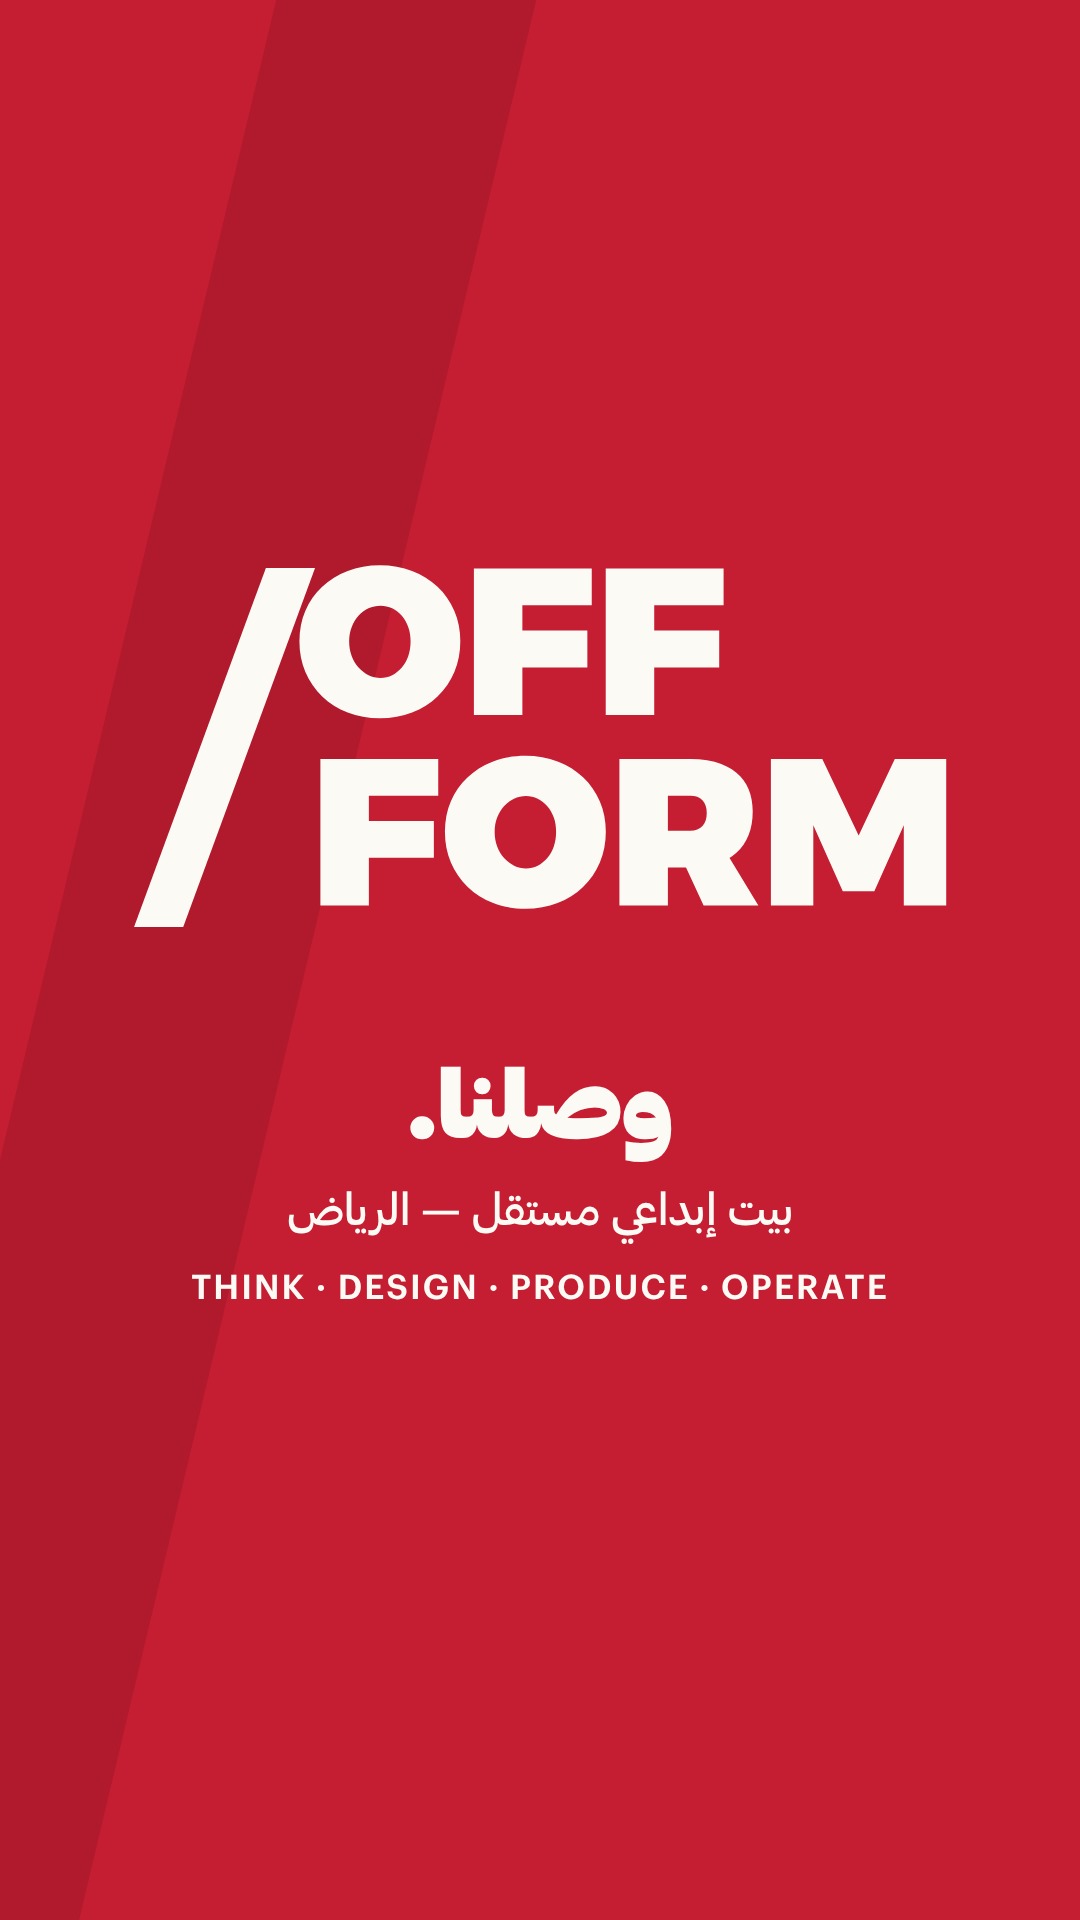 /OFF
FORM
وصلنا.
بيت إبداعي مستقل — الرياض
THINK · DESIGN · PRODUCE · OPERATE